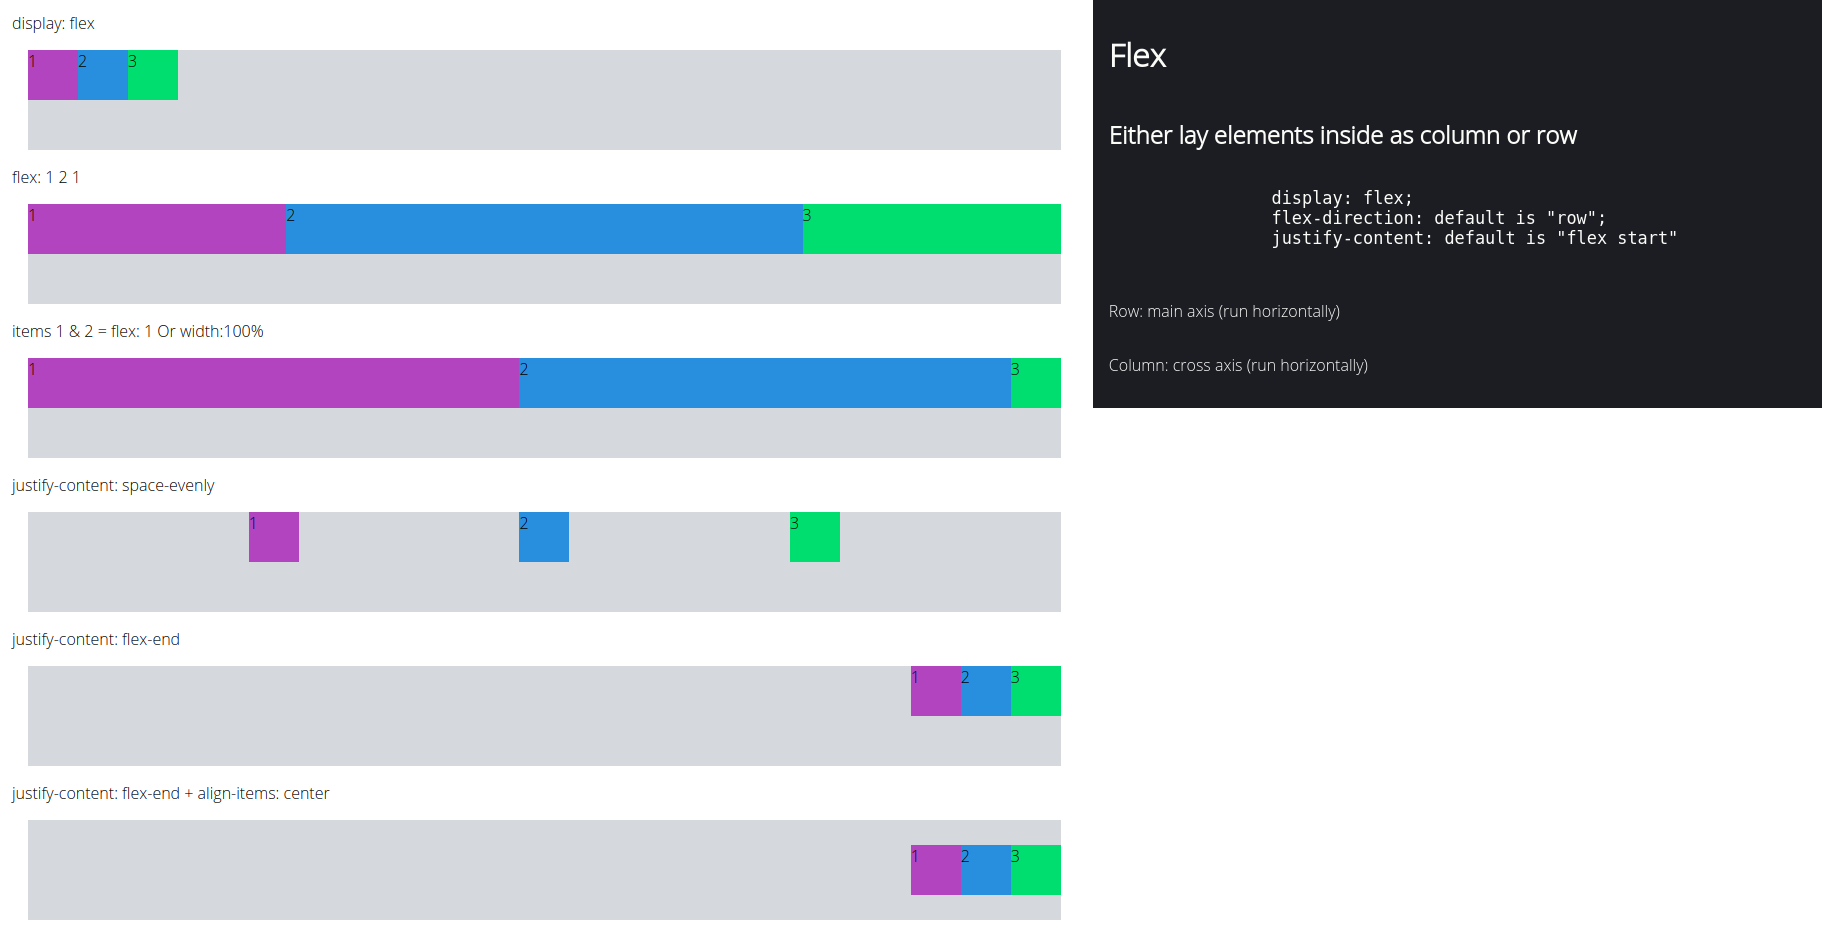 display: flex
1 2 3
flex: 1 2 1
1 2 3
items 1 & 2 = flex: 1 Or width:100%
1 2 3
justify-content: space-evenly
1 2 3
justify-content: flex-end
1 2 3
justify-content: flex-end + align-items: center
1 2 3
Flex
Either lay elements inside as column or row
display: flex;
flex-direction: default is "row";
justify-content: default is "flex start"
Row: main axis (run horizontally)
Column: cross axis (run horizontally)